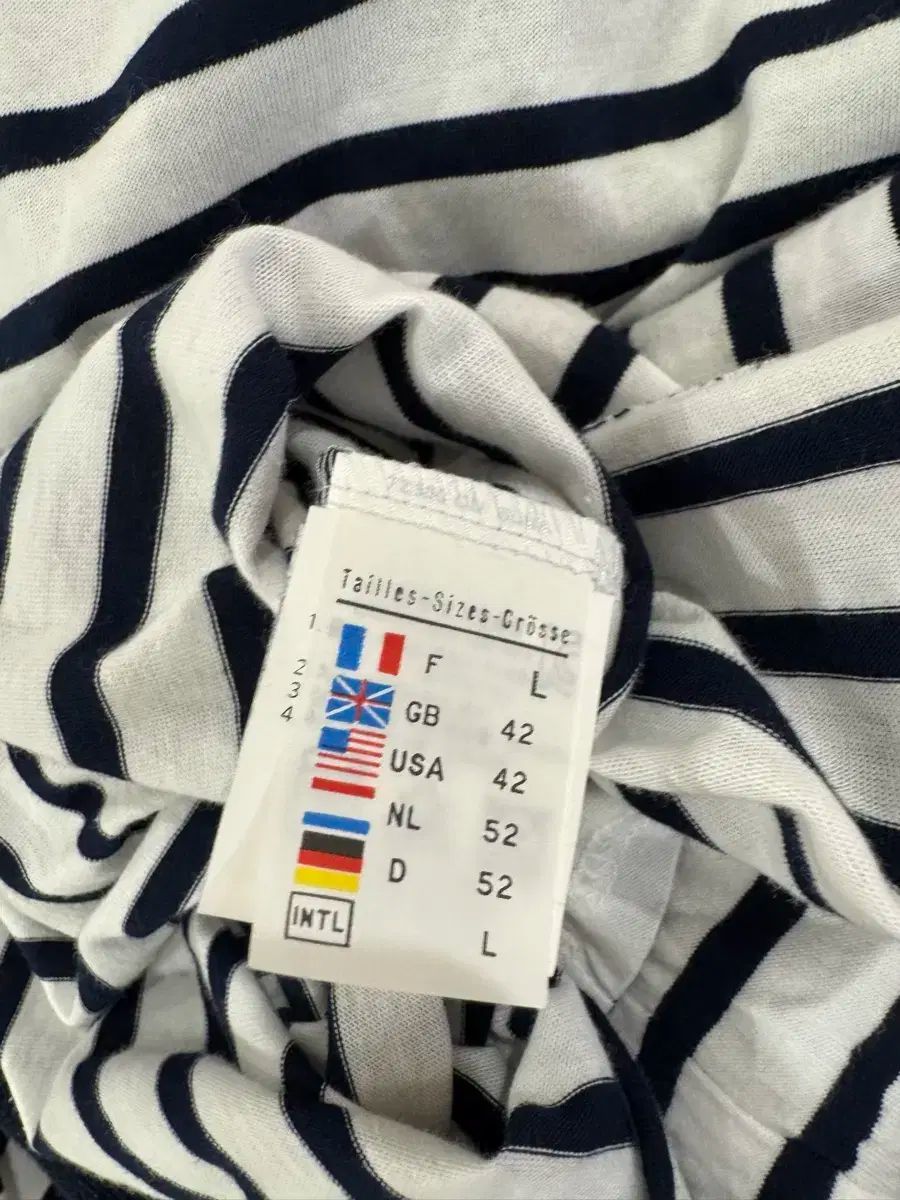 Tailles-Sizes-Grösse
1
F L
2
GB 42
3
4
USA 42
NL 52
D 52
INTL L